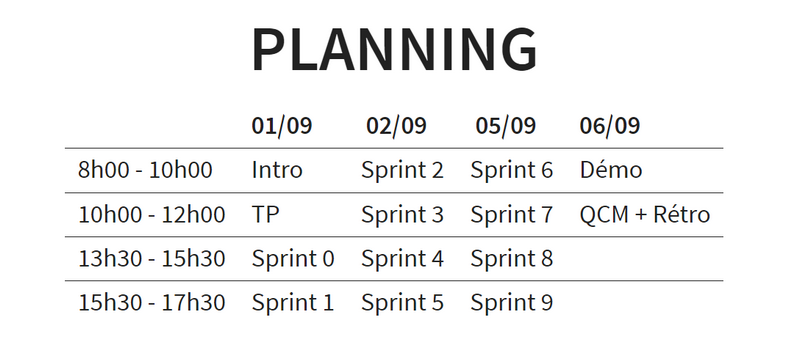 PLANNING
01/09 02/09 05/09 06/09
8h00 - 10h00 Intro Sprint 2 Sprint 6 Démo
10h00 - 12h00 TP Sprint 3 Sprint 7 QCM + Rétro
13h30 - 15h30 Sprint 0 Sprint 4 Sprint 8
15h30 - 17h30 Sprint 1 Sprint 5 Sprint 9